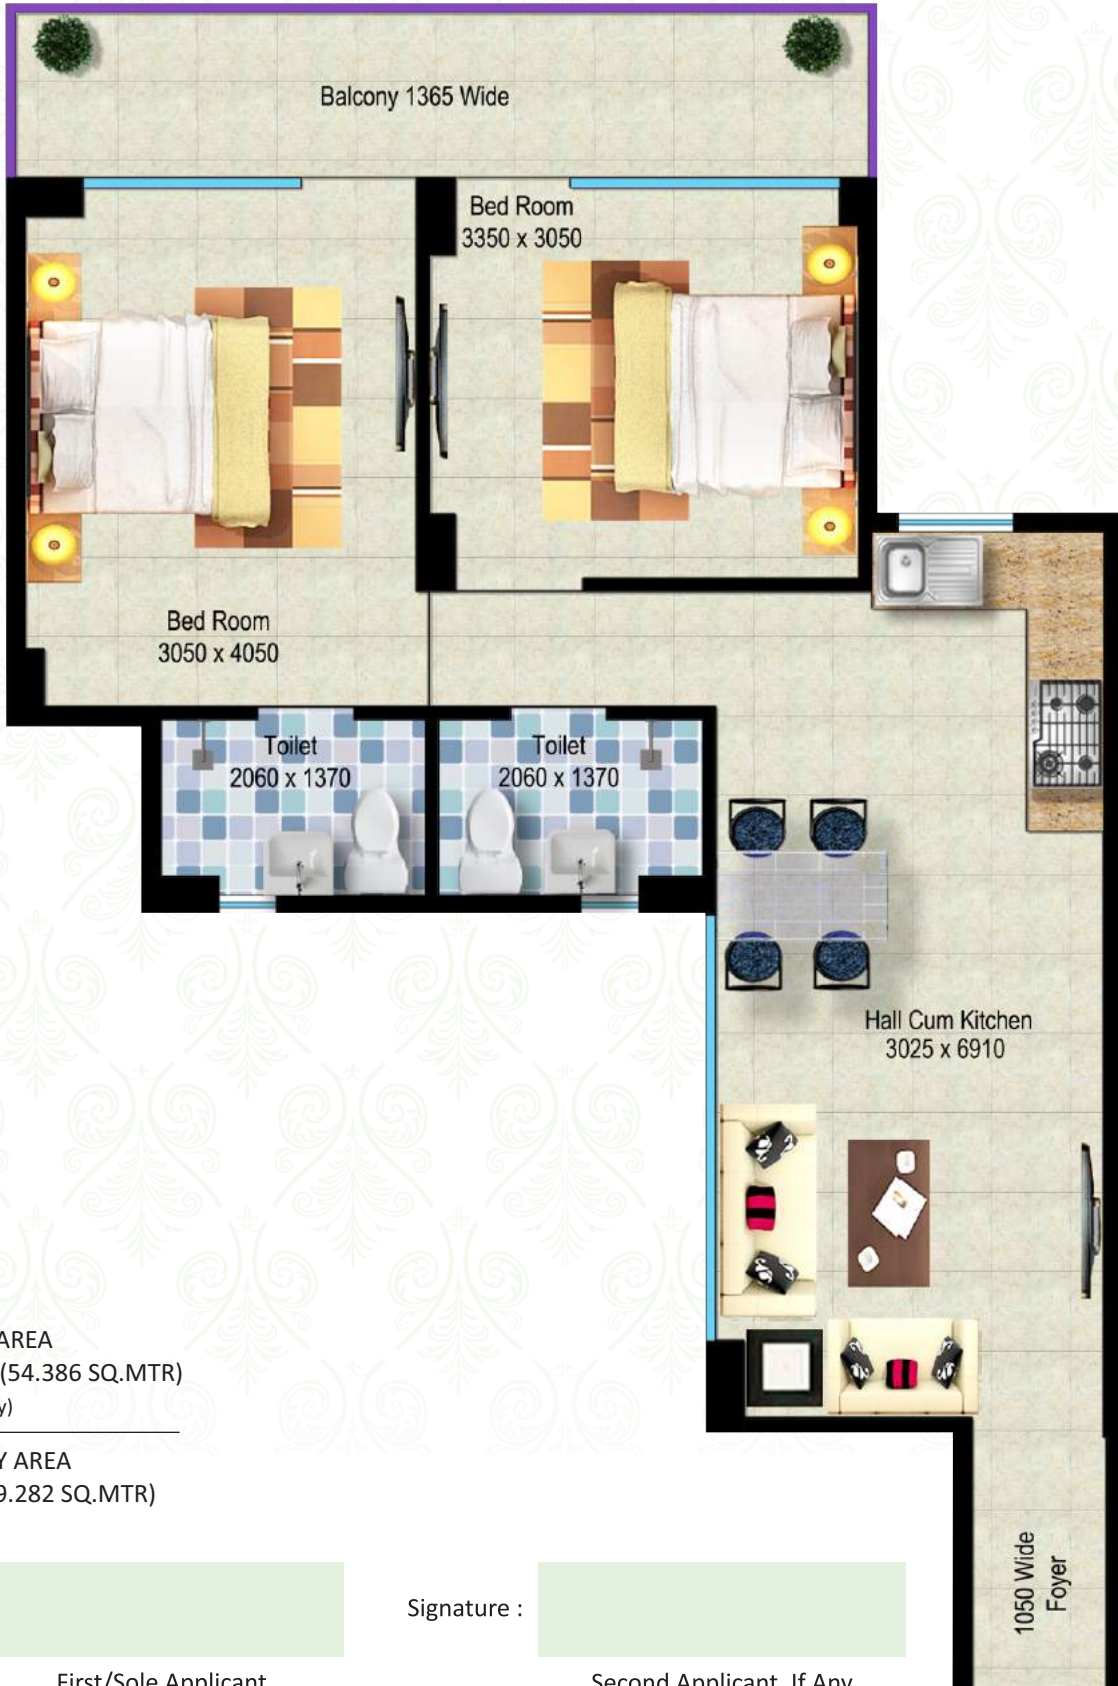 Balcony 1365 Wide
Bed Room
3350 x 3050
Bed Room
3050 x 4050
Toilet
2060 x 1370
Toilet
2060 x 1370
Hall Cum Kitchen
3025 x 6910
AREA
(54.386 SQ.MTR)
y)
Y AREA
9.282 SQ.MTR)
1050 Wide
Foyer
Signature :
First/Sole Applicant
Second Applicant, If Any